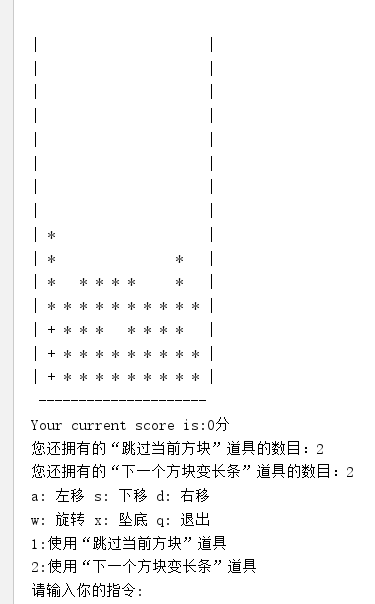 |                     |
|                     |
|                     |
|                     |
|                     |
|                     |
|                     |
|                     |
| *                   |
| *               *   |
| *   * * * *     *   |
| * * * * * * * * * * |
| + * * *   * * * *   |
| + * * * * * * * * * |
| + * * * * * * * * * |
---------------------
Your current score is:0分
您还拥有的“跳过当前方块”道具的数目：2
您还拥有的“下一个方块变长条”道具的数目：2
a: 左移 s: 下移 d: 右移
w: 旋转 x: 坠底 q: 退出
1:使用“跳过当前方块”道具
2:使用“下一个方块变长条”道具
请输入你的指令: